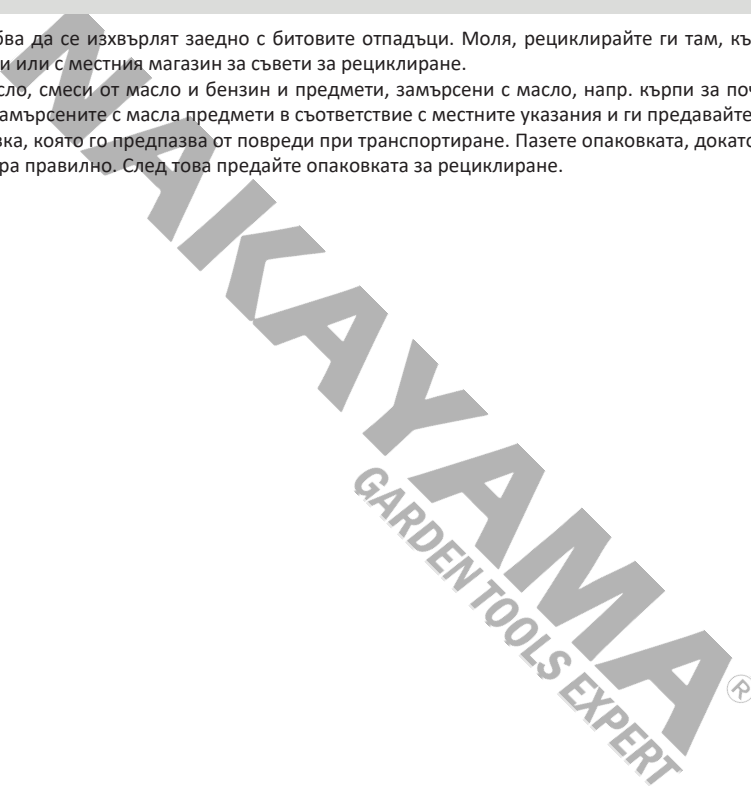 бва да се изхвърлят заедно с битовите отпадъци. Моля, рециклирайте ги там, къ
и или с местния магазин за съвети за рециклиране.
сло, смеси от масло и бензин и предмети, замърсени с масло, напр. кърпи за по
амърсените с масла предмети в съответствие с местните указания и ги предавайте
вка, която го предпазва от повреди при транспортиране. Пазете опаковката, докато
ра правилно. След това предайте опаковката за рециклиране.
NAKAYAMA®
GARDEN TOOLS EXPERT